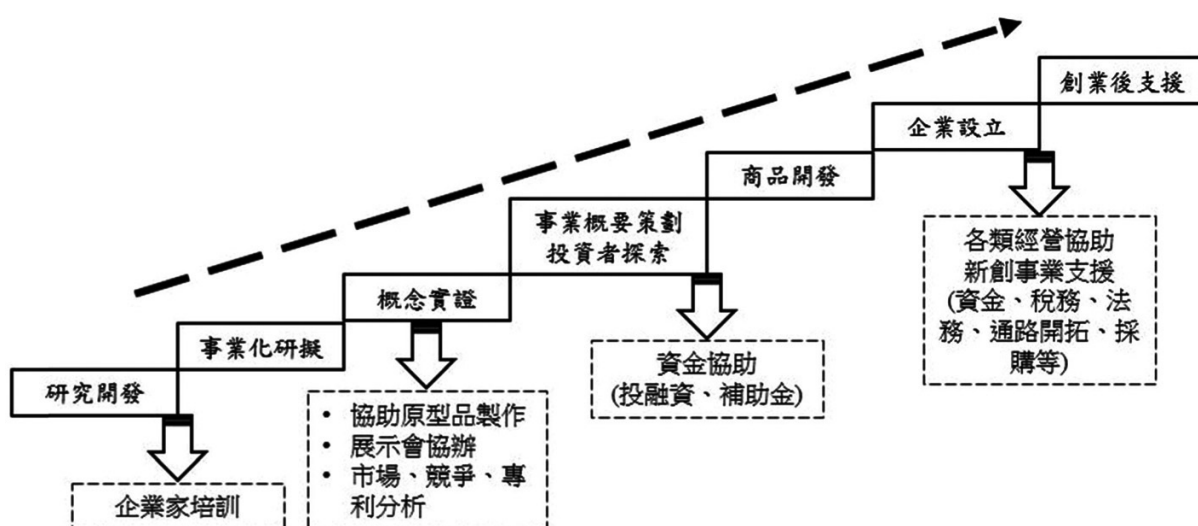 創業後支援
企業設立
商品開發
事業概要策劃
投資者探索
概念實證
事業化研擬
研究開發
各類經營協助
新創事業支援
(資金、稅務、法
務、通路開拓、採
購等)
資金協助
(投融資、補助金)
• 協助原型品製作
• 展示會協辦
• 市場、競爭、專
利分析
企業家培訓